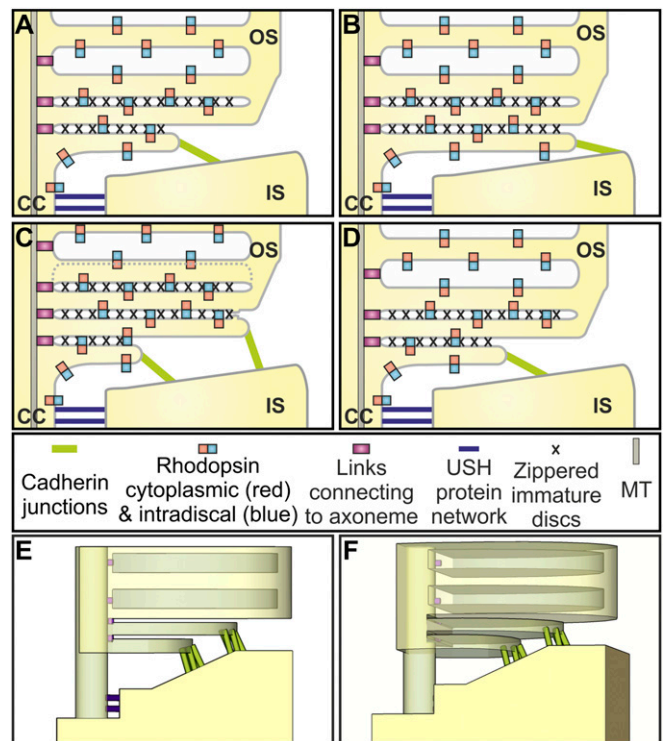 A
OS
CC
IS
B
OS
CC
IS
C
OS
CC
IS
D
OS
CC
IS
Cadherin
junctions
Rhodopsin
cytoplasmic (red)
& intradiscal (blue)
Links
connecting
to axoneme
USH
protein
network
x
Zippered
immature
discs
MT
E
F